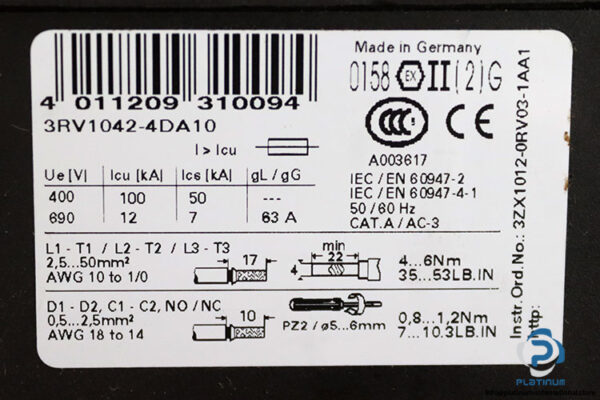 4 011209 310094
3RV1042-4DA10
I > Icu
Made in Germany
0158 Ex II (2) G
CCC CE
A003617
IEC / EN 60947-2
IEC / EN 60947-4-1
50 / 60 Hz
CAT. A / AC-3
Ue [V] Icu [kA] Ics [kA] gL / gG
400 100 50 ---
690 12 7 63 A
L1 - T1 / L2 - T2 / L3 - T3
2,5...50mm²
AWG 10 to 1/0
17
min
22
4
4...6Nm
35...53LB.IN
D1 - D2, C1 - C2, NO / NC
0,5...2,5mm²
AWG 18 to 14
10
PZ2 / ø5...6mm
0,8...1,2Nm
7...10.3LB.IN
Instr. Ord. No.: 3ZX1012-0RV03-1AA1
http:
PLATINUM